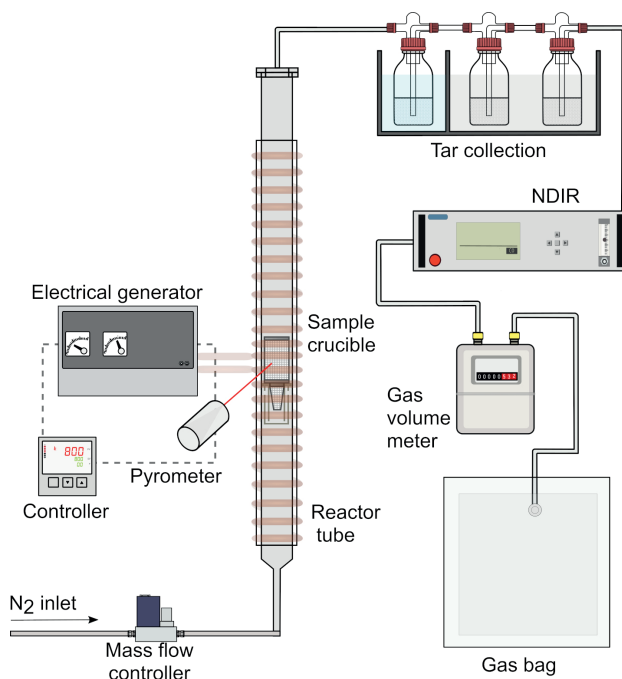 Tar collection
NDIR
Electrical generator
Sample
crucible
Gas
volume
meter
00000537
Pyrometer
800
Controller
Reactor
tube
N2 inlet
Mass flow
controller
Gas bag